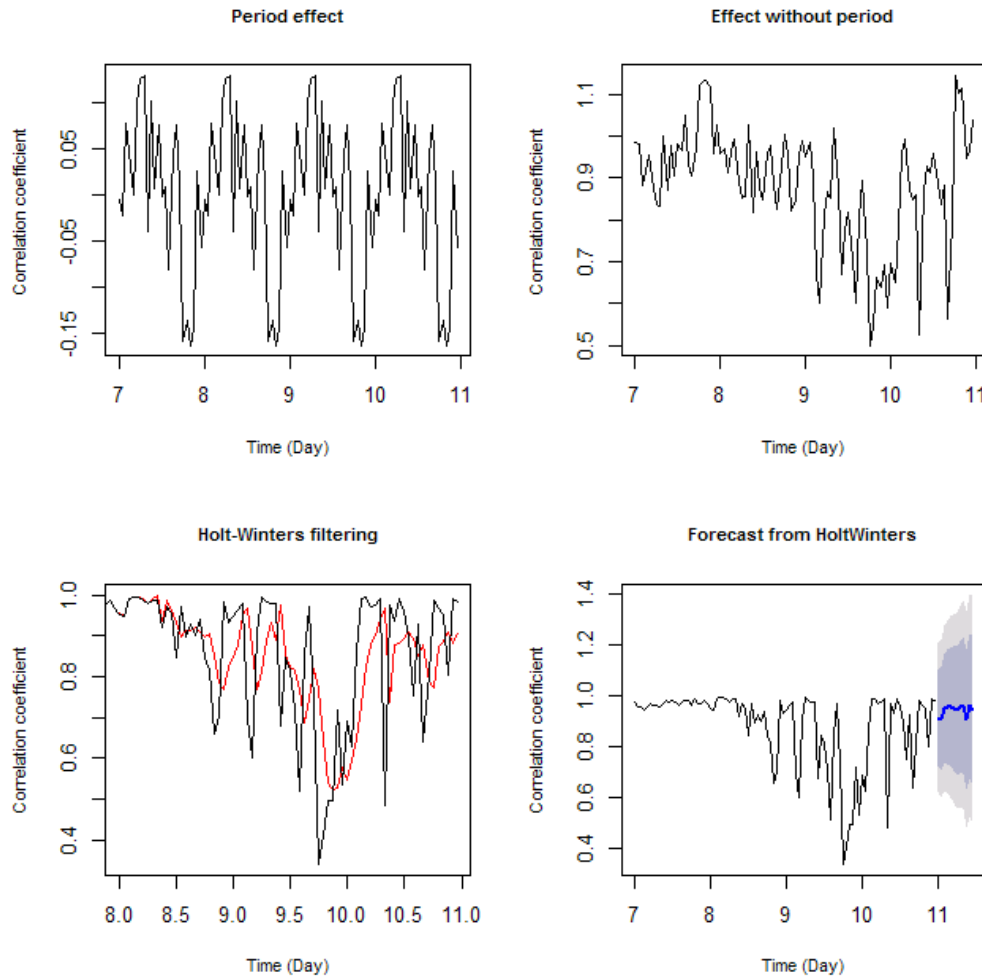 Period effect
Correlation coefficient
0.05
-0.05
-0.15
7 8 9 10 11
Time (Day)
Effect without period
Correlation coefficient
1.1
0.9
0.7
0.5
7 8 9 10 11
Time (Day)
Holt-Winters filtering
Correlation coefficient
1.0
0.8
0.6
0.4
8.0 8.5 9.0 9.5 10.0 10.5 11.0
Time (Day)
Forecast from HoltWinters
Correlation coefficient
1.4
1.2
1.0
0.8
0.6
0.4
7 8 9 10 11
Time (Day)